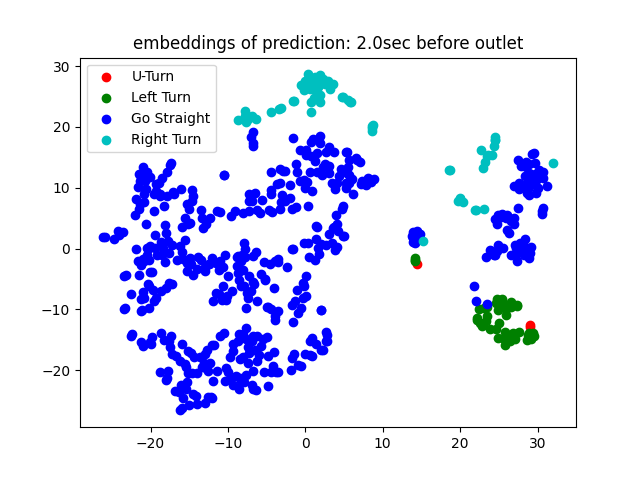 embeddings of prediction: 2.0sec before outlet
U-Turn
Left Turn
Go Straight
Right Turn
30
20
10
0
−10
−20
−20 −10 0 10 20 30